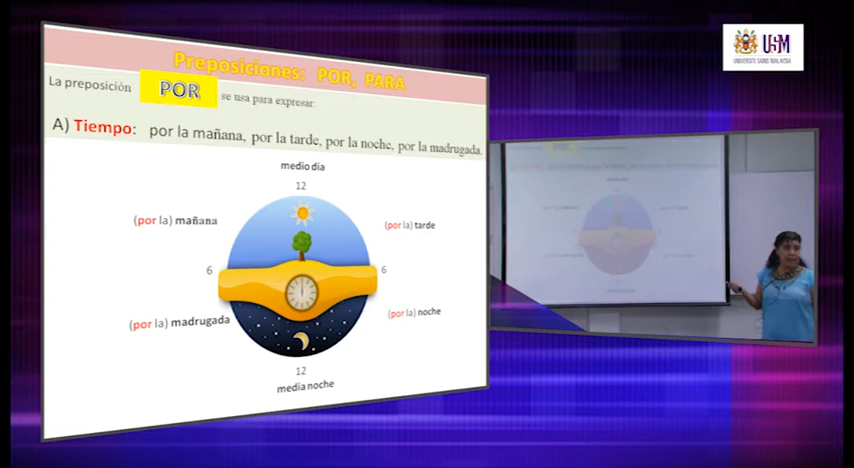 Preposiciones: POR, PARA
La preposición POR se usa para expresar:
A) Tiempo: por la mañana, por la tarde, por la noche, por la madrugada.
medio día
12
(por la) mañana
(por la) tarde
6
6
(por la) madrugada
(por la) noche
12
media noche
USM
UNIVERSITI SAINS MALAYSIA